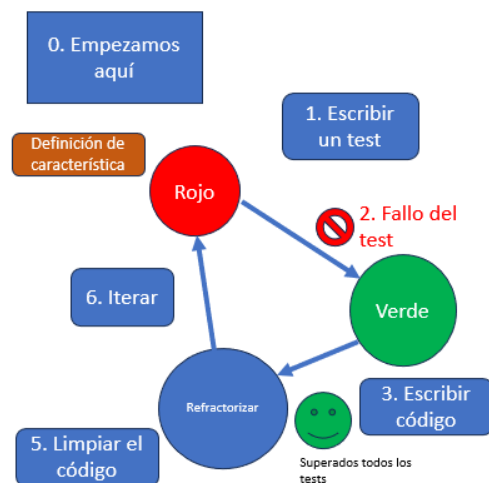 0. Empezamos
aquí
1. Escribir
un test
Definición de
característica
Rojo
2. Fallo del
test
6. Iterar
Verde
Refractorizar
3. Escribir
código
5. Limpiar el
código
Superados todos los
tests